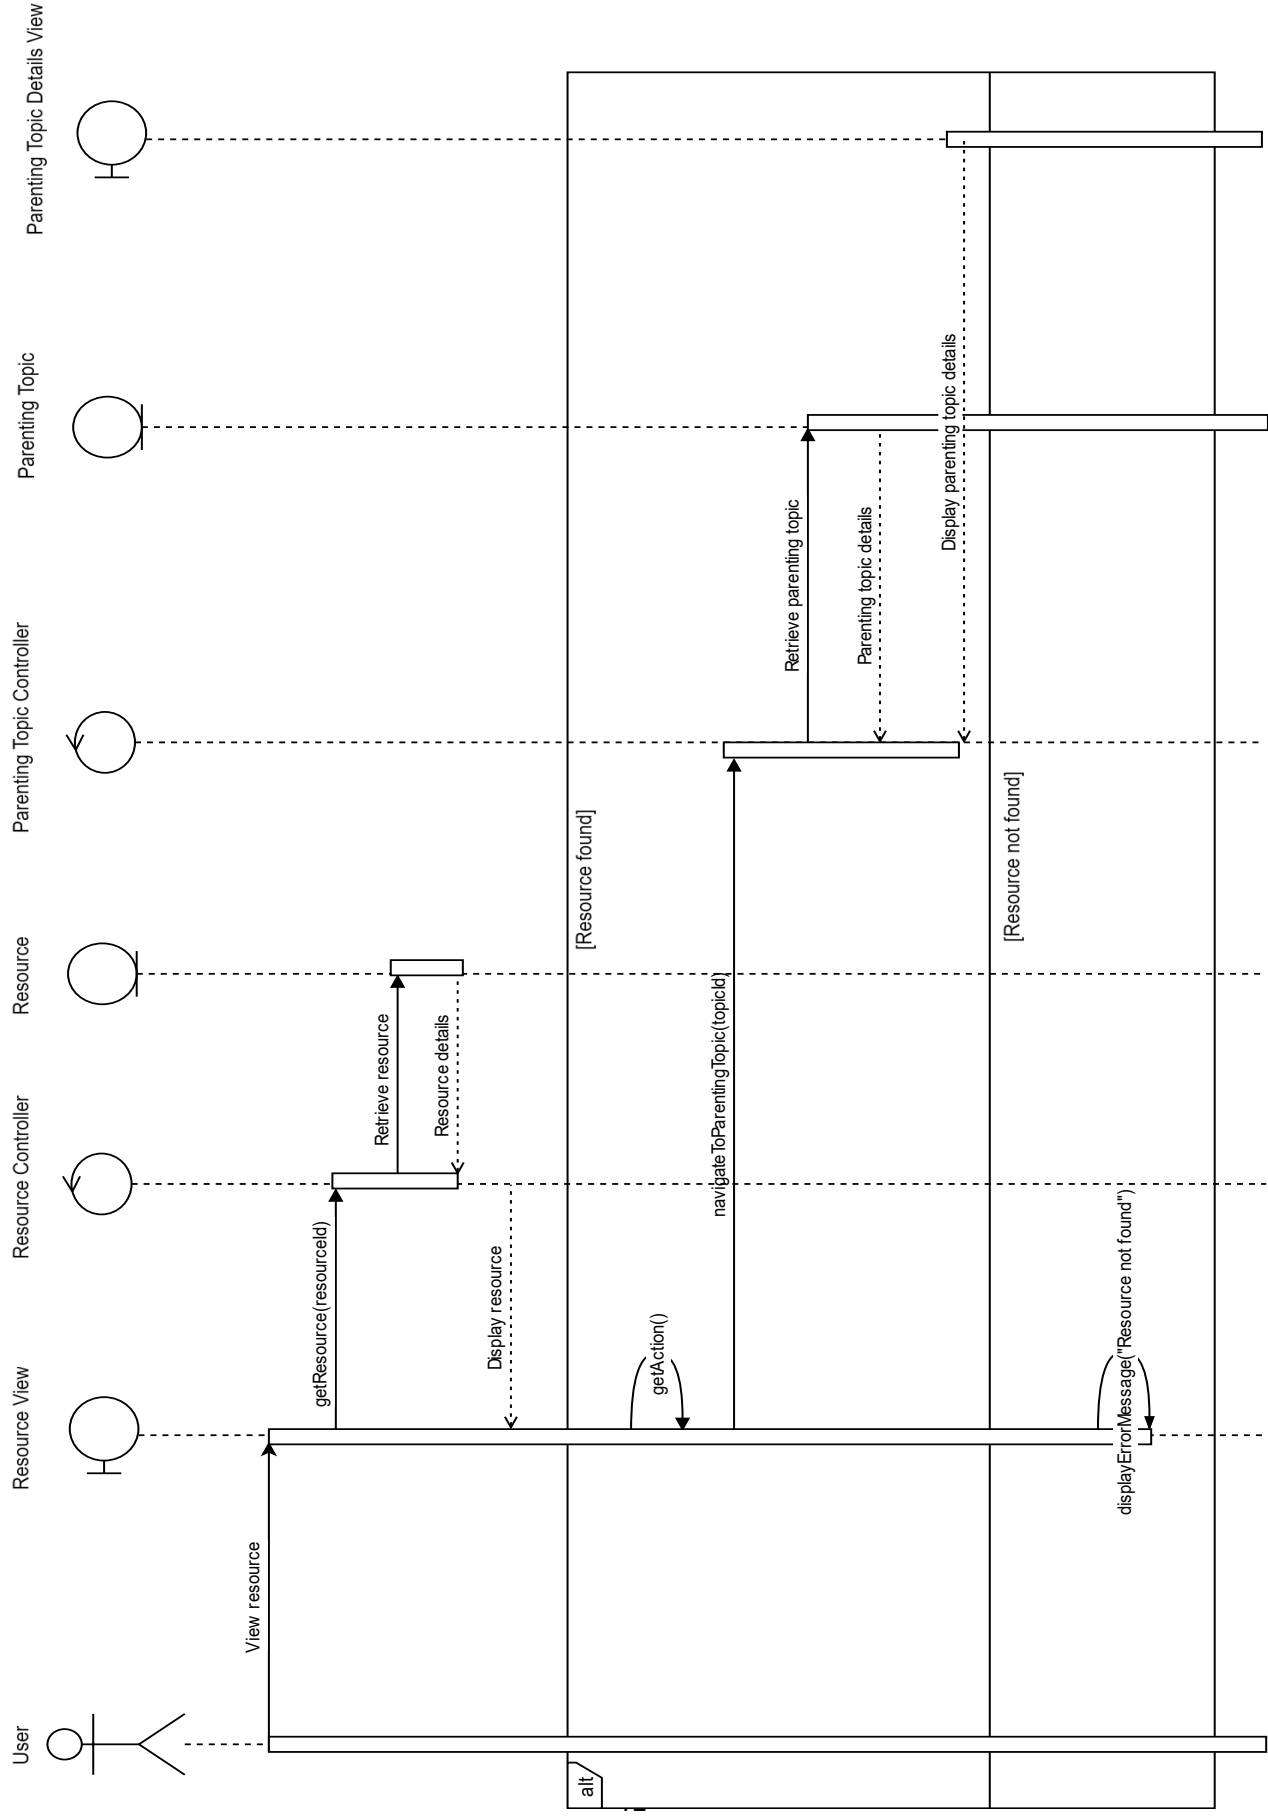 User
Resource View
Resource Controller
Resource
Parenting Topic Controller
Parenting Topic
Parenting Topic Details View
View resource
getResource(resourceId)
Retrieve resource
Resource details
Display resource
alt
[Resource found]
getAction()
navigateToParentingTopic(topicId)
Retrieve parenting topic
Parenting topic details
Display parenting topic details
[Resource not found]
displayErrorMessage("Resource not found")